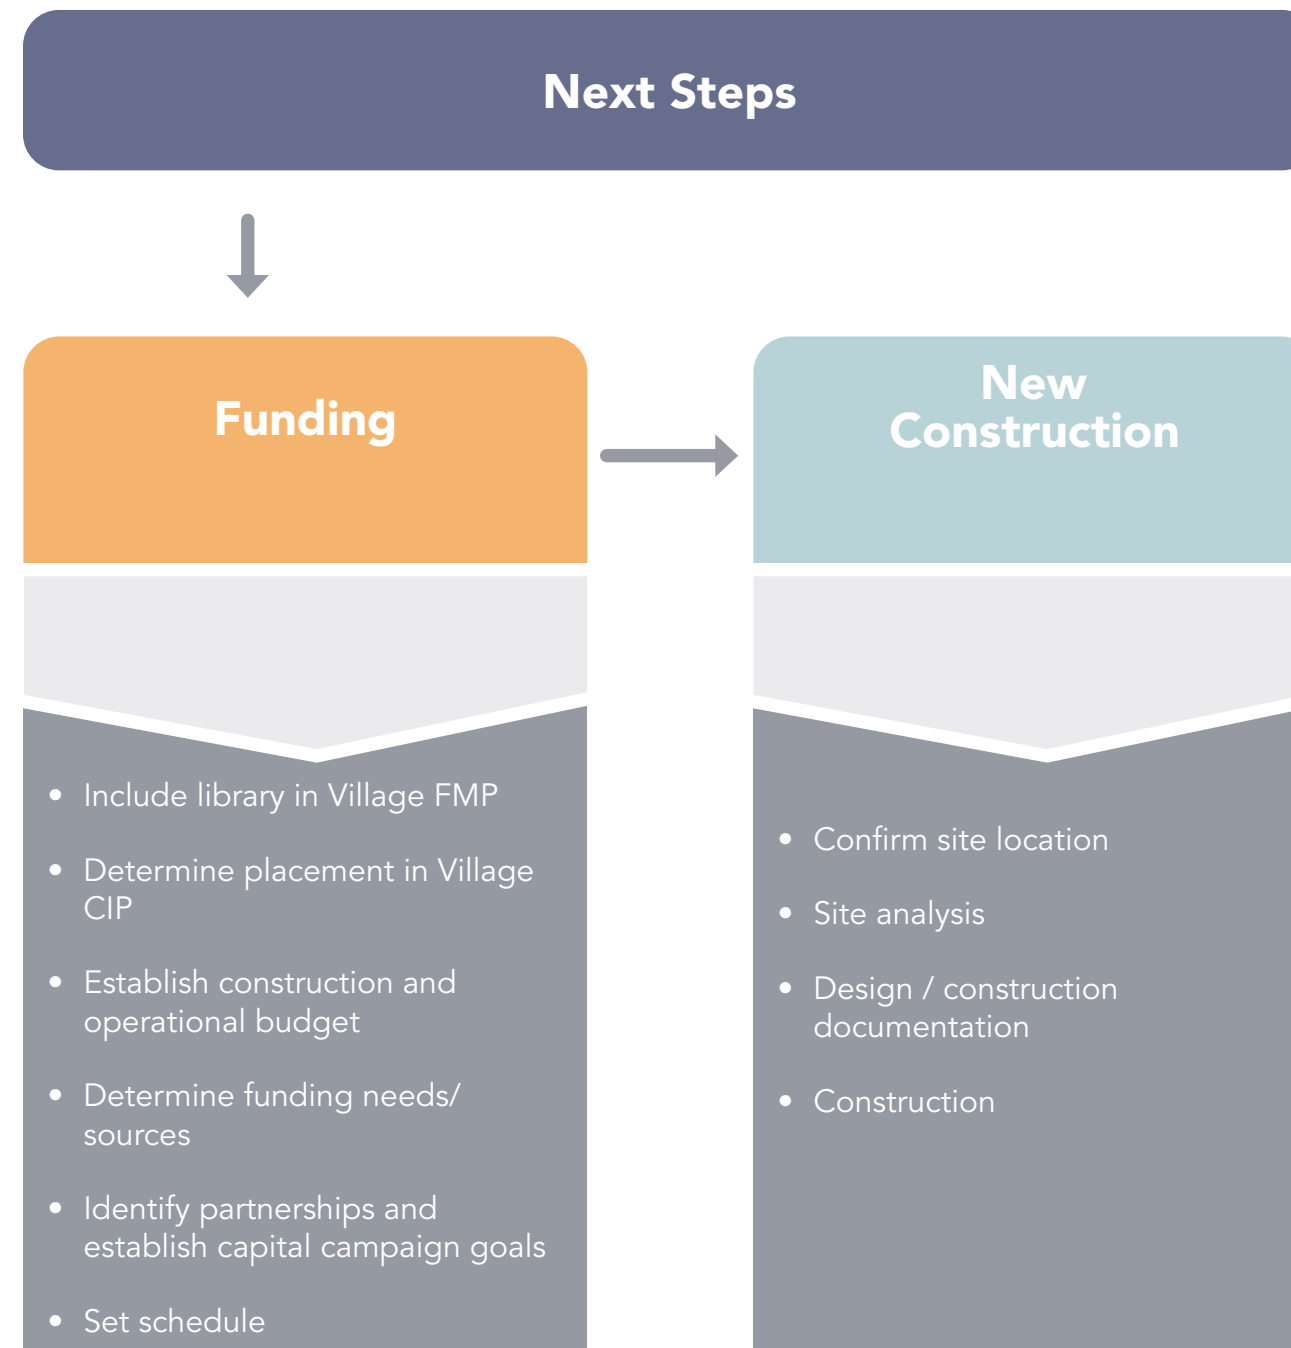 Next Steps
Funding
• Include library in Village FMP
• Determine placement in Village
CIP
• Establish construction and
operational budget
• Determine funding needs/
sources
• Identify partnerships and
establish capital campaign goals
• Set schedule
New
Construction
• Confirm site location
• Site analysis
• Design / construction
documentation
• Construction